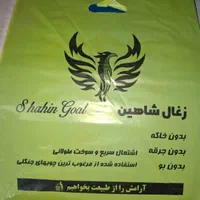 Shahin Goal
زغال شاهین
بدون خاکه
بدون جرقه
اشتعال سریع و سوخت طولانی
بدون بو
استفاده شده از مرغوب ترین چوبهای جنگلی
آرامش را از طبیعت بخواهیم